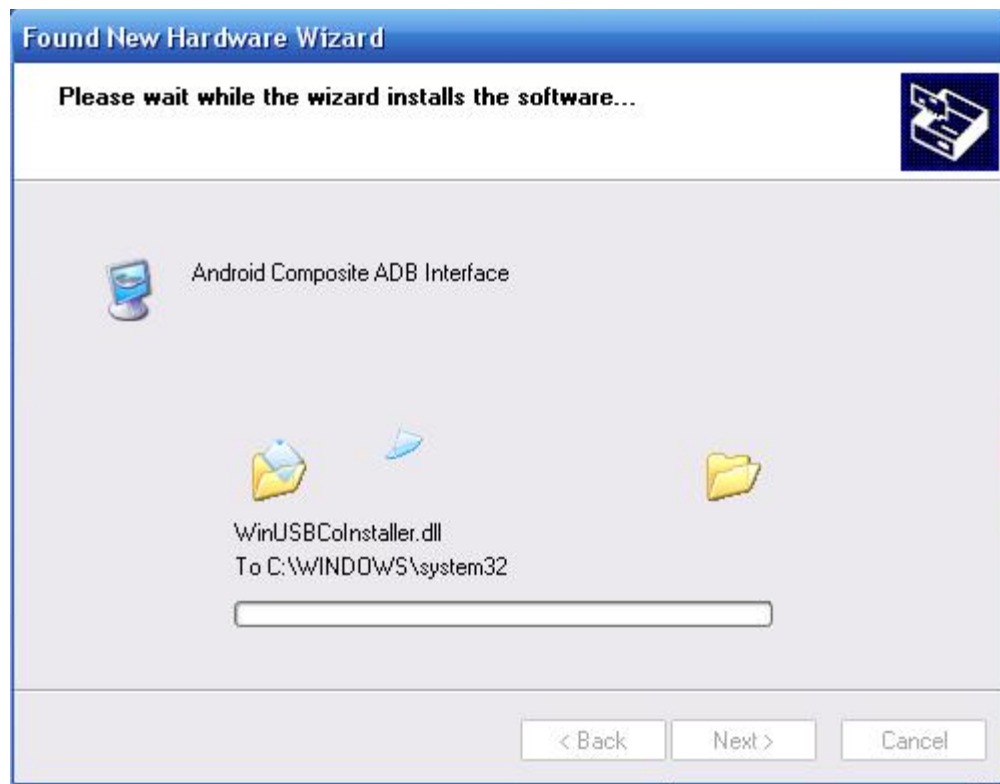 Found New Hardware Wizard
Please wait while the wizard installs the software...
Android Composite ADB Interface
WinUSBCoInstaller.dll
To C:\WINDOWS\system32
< Back
Next >
Cancel